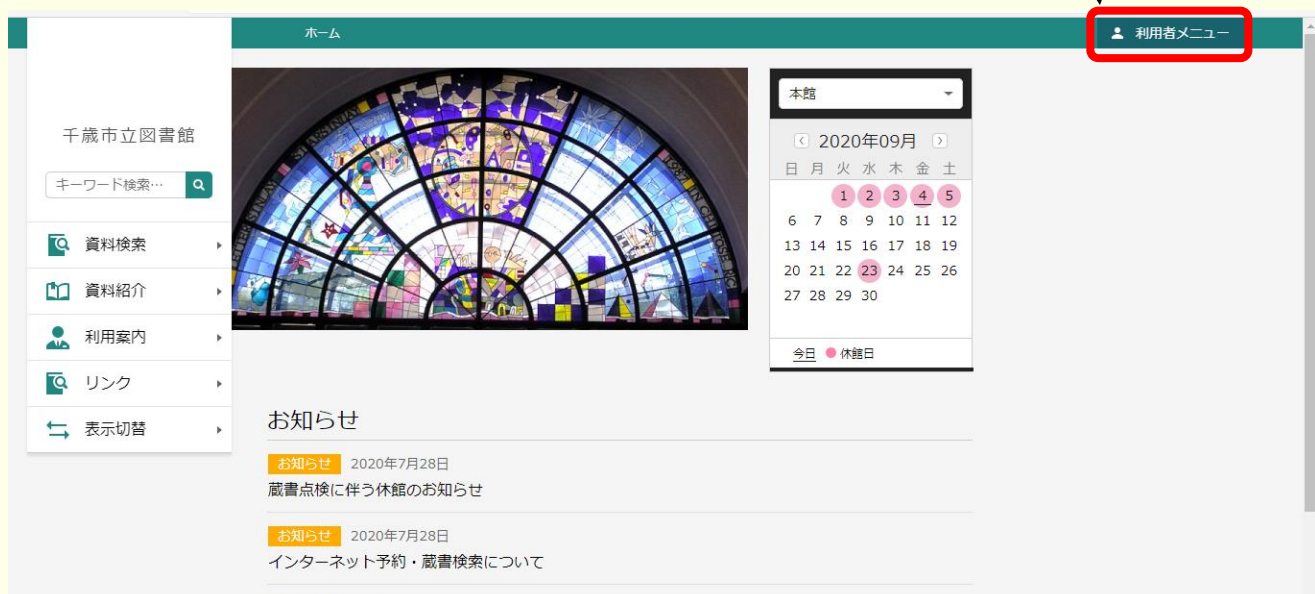 ホーム
利用者メニュー
千歳市立図書館
キーワード検索…
資料検索
資料紹介
利用案内
リンク
表示切替
本館
2020年09月
日 月 火 水 木 金 土
1 2 3 4 5
6 7 8 9 10 11 12
13 14 15 16 17 18 19
20 21 22 23 24 25 26
27 28 29 30
今日 休館日
お知らせ
お知らせ 2020年7月28日
蔵書点検に伴う休館のお知らせ
お知らせ 2020年7月28日
インターネット予約・蔵書検索について